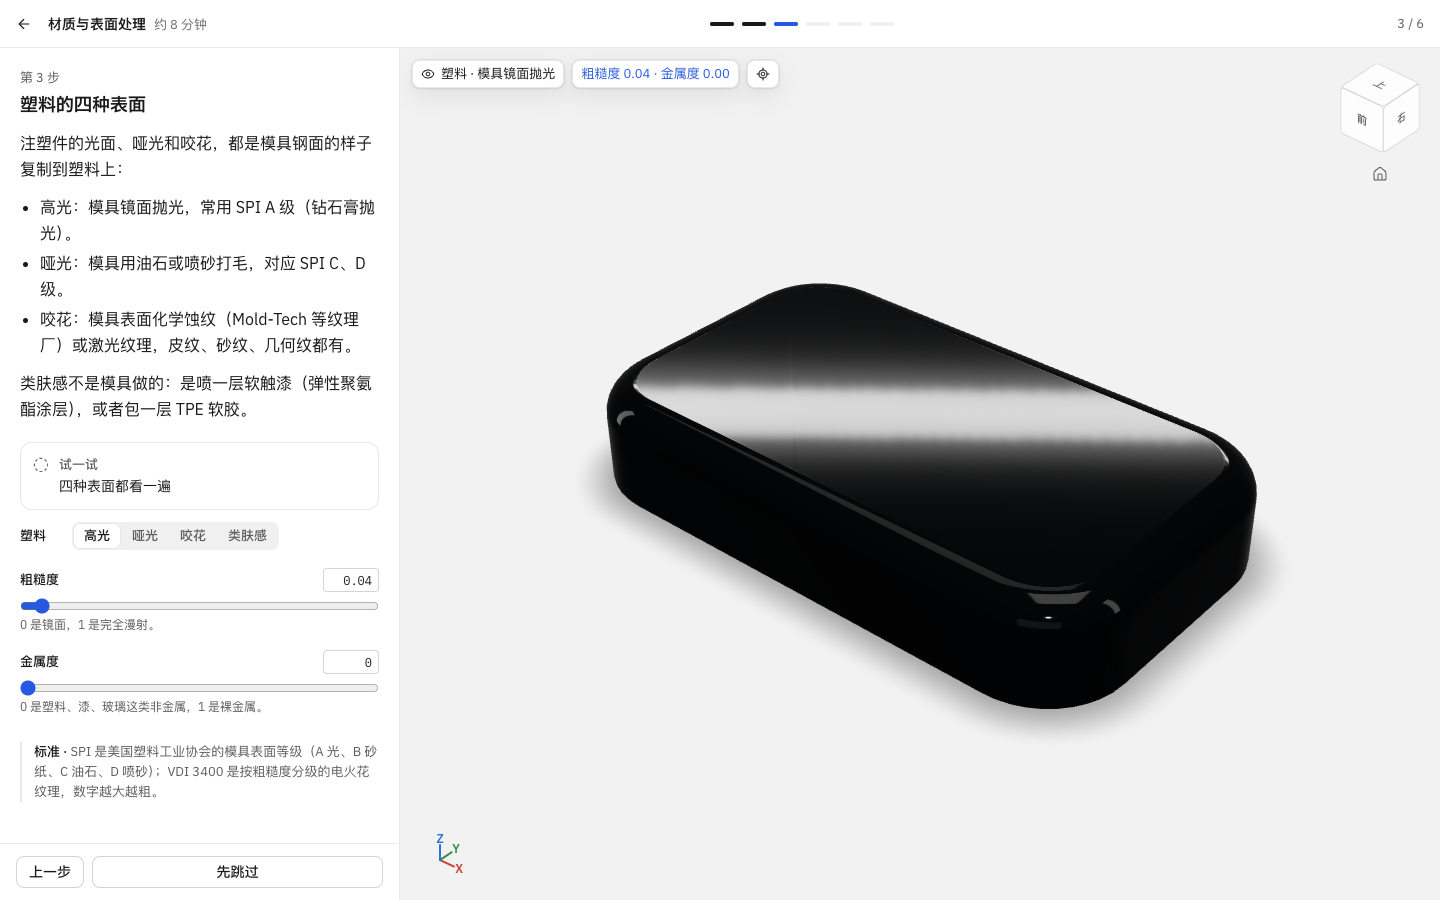 材质与表面处理 约 8 分钟
3 / 6
第 3 步
塑料的四种表面
注塑件的光面、哑光和咬花，都是模具钢面的样子
复制到塑料上：
• 高光：模具镜面抛光，常用 SPI A 级（钻石膏抛
光）。
• 哑光：模具用油石或喷砂打毛，对应 SPI C、D
级。
• 咬花：模具表面化学蚀纹（Mold-Tech 等纹理
厂）或激光纹理，皮纹、砂纹、几何纹都有。
类肤感不是模具做的：是喷一层软触漆（弹性聚氨
酯涂层），或者包一层 TPE 软胶。
试一试
四种表面都看一遍
塑料 高光 哑光 咬花 类肤感
粗糙度 0.04
0 是镜面，1 是完全漫射。
金属度 0
0 是塑料、漆、玻璃这类非金属，1 是裸金属。
标准 · SPI 是美国塑料工业协会的模具表面等级（A 光、B 砂
纸、C 油石、D 喷砂）；VDI 3400 是按粗糙度分级的电火花
纹理，数字越大越粗。
上一步 先跳过
塑料 · 模具镜面抛光 粗糙度 0.04 · 金属度 0.00
上
前 右
Z
Y
X